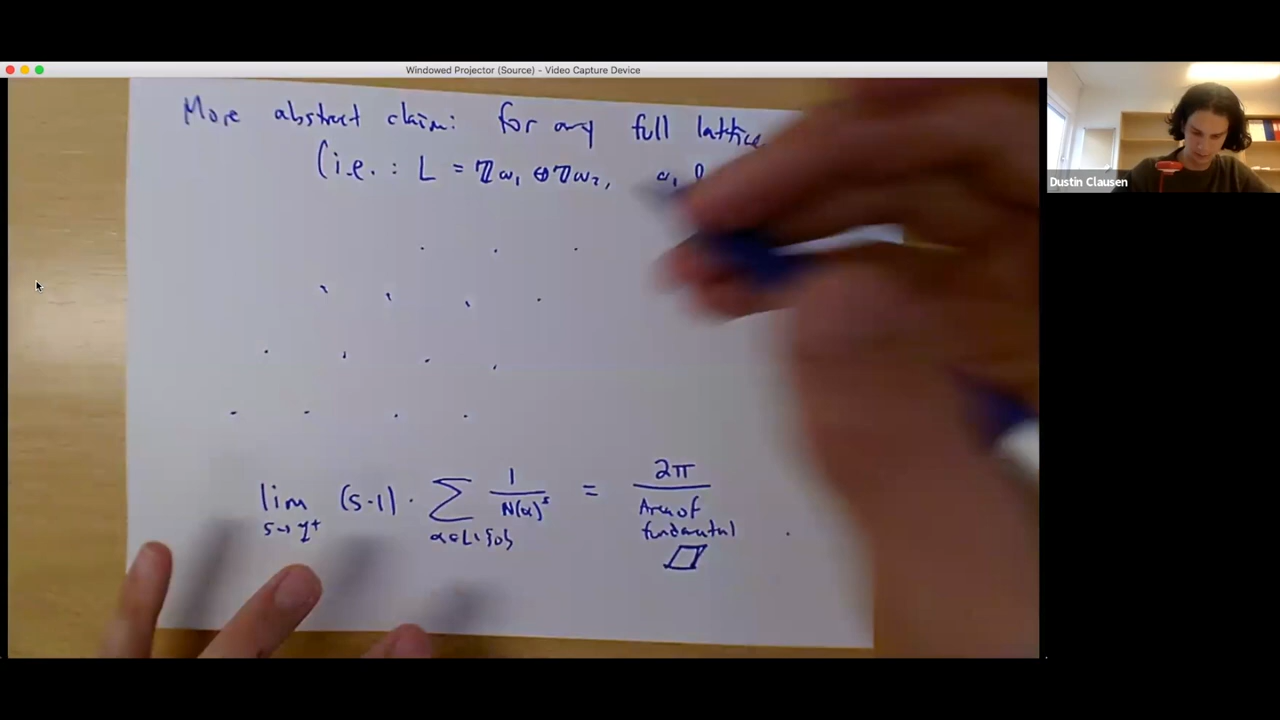 Windowed Projector (Source) - Video Capture Device
More abstract claim: for any full lattice
(i.e.: L = ℤω₁ ⊕ ℤω₂, ω₁
lim (s-1) · ∑ 1/N(α)^s = 2π / Area of fundamental ▱ .
s→1⁺ α∈L∖{0}
Dustin Clausen